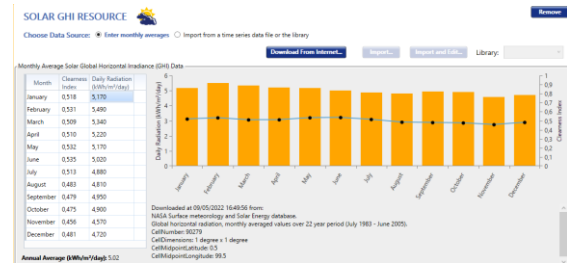 SOLAR GHI RESOURCE
Remove
Choose Data Source: Enter monthly averages Import from a time series data file or the library
Download From Internet... Import... Import and Edit... Library:
Monthly Average Solar Global Horizontal Irradiance (GHI) Data
Month Clearness Index Daily Radiation (kWh/m²/day)
January 0,518 5,170
February 0,531 5,490
March 0,509 5,340
April 0,510 5,220
May 0,532 5,170
June 0,535 5,020
July 0,513 4,880
August 0,483 4,810
September 0,479 4,950
October 0,475 4,900
November 0,456 4,570
December 0,481 4,720
Annual Average (kWh/m²/day): 5.02
Daily Radiation (kWh/m²/day)
6
5
4
3
2
1
0
1
0,9
0,8
0,7
0,6
0,5
0,4
0,3
0,2
0,1
0
Clearness Index
January February March April May June July August September October November December
Downloaded at 09/05/2022 16:49:56 from:
NASA Surface meteorology and Solar Energy database.
Global horizontal radiation, monthly averaged values over 22 year period (July 1983 - June 2005).
CellNumber: 90279
CellDimensions: 1 degree x 1 degree
CellMidpointLatitude: 0.5
CellMidpointLongitude: 99.5